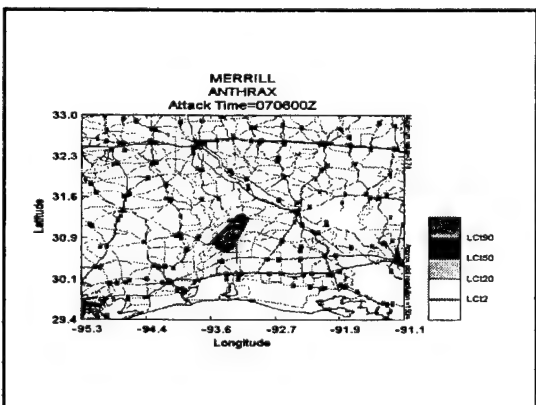 MERRILL
ANTHRAX
Attack Time=070600Z
33.0
32.3
31.6
30.9
30.1
29.4
Latitude
-95.3 -94.4 -93.6 -92.7 -91.9 -91.1
Longitude
LCt90
LCt50
LCt20
LCt2